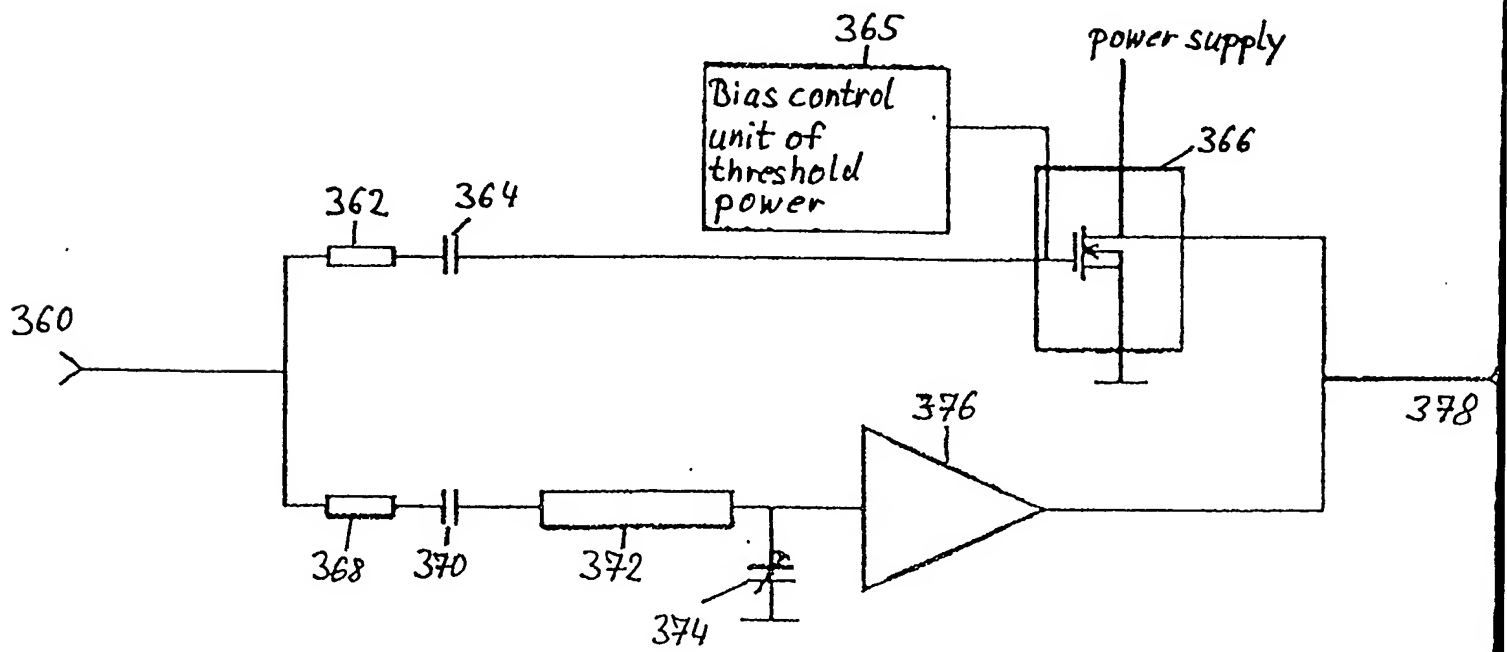 365
power supply
Bias control
unit of
threshold
power
366
362
364
360
376
378
368
370
372
374